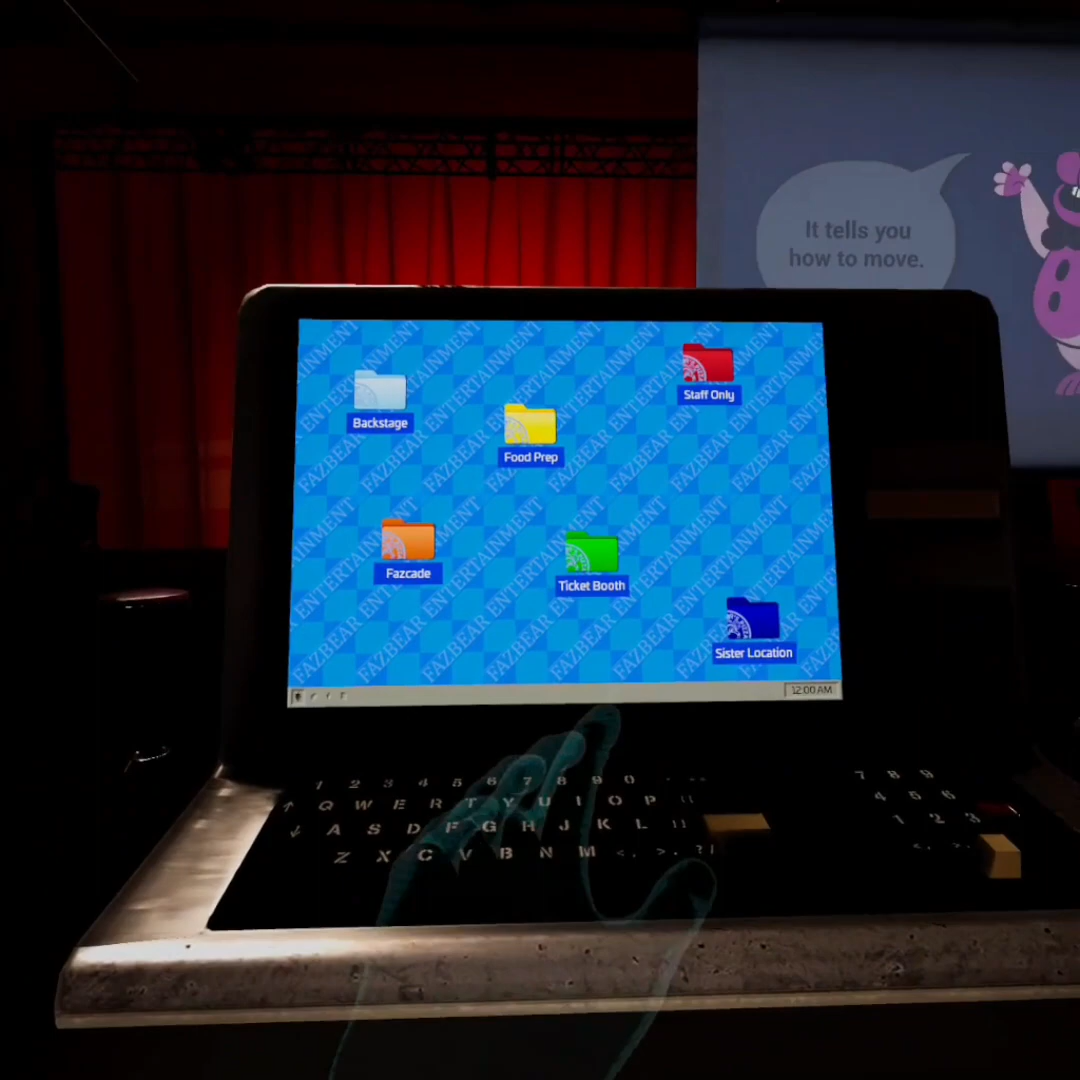 It tells you
how to move.
Staff Only
Backstage
Food Prep
Fazcade
Ticket Booth
Sister Location
FAZBEAR ENTERTAINMENT
12:00 AM
1 2 3 4 5 6 7 8 9 0
Q W E R T Y U I O P
A S D F G H J K L
Z X C V B N M
7 8 9
4 5 6
1 2 3